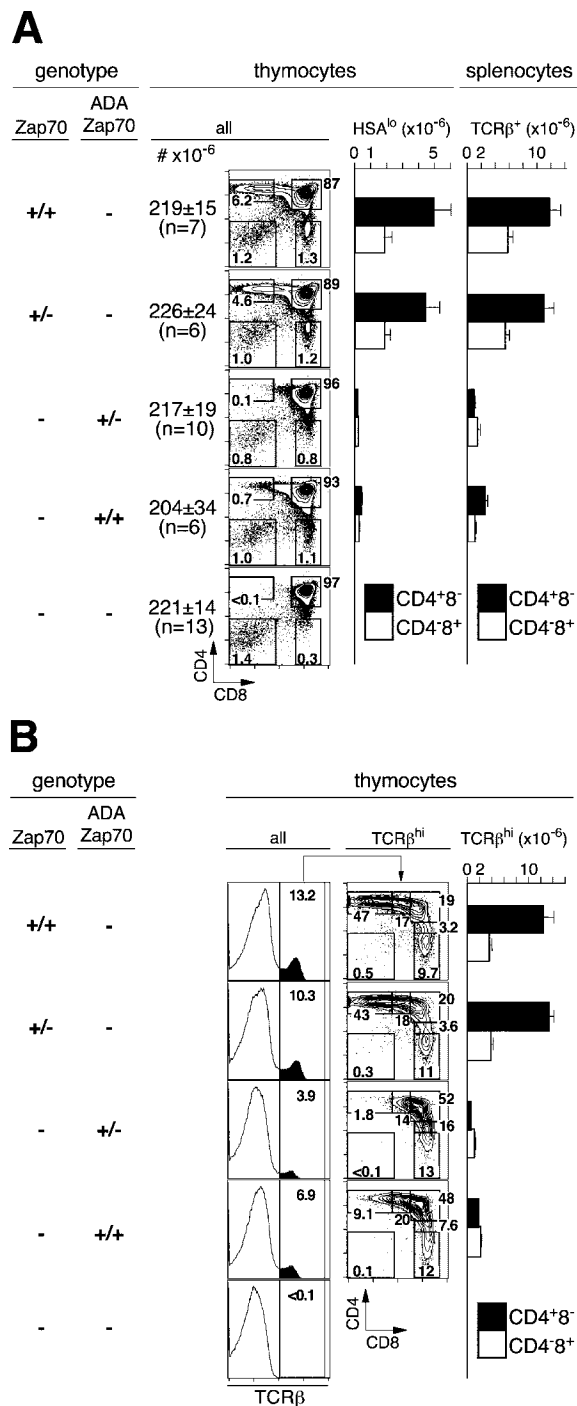 A
genotype thymocytes splenocytes
Zap70 ADA Zap70 all HSAlo (x10-6) TCRβ+ (x10-6)
# x10-6 0 1 5 0 2 10
+/+ - 219±15 (n=7) 6.2 87 1.2 1.3
+/- - 226±24 (n=6) 4.6 89 1.0 1.2
- +/- 217±19 (n=10) 0.1 96 0.8 0.8
- +/+ 204±34 (n=6) 0.7 93 1.0 1.1
- - 221±14 (n=13) <0.1 97 1.4 0.3
CD4+8- CD4+8-
CD4-8+ CD4-8+
CD4
CD8
B
genotype thymocytes
Zap70 ADA Zap70 all TCRβhi TCRβhi (x10-6)
0 2 10
+/+ - 13.2 47 17 19 3.2 0.5 9.7
+/- - 10.3 43 18 20 3.6 0.3 11
- +/- 3.9 1.8 14 52 16 <0.1 13
- +/+ 6.9 9.1 20 48 7.6 0.1 12
- - <0.1
CD4
CD8
CD4+8-
CD4-8+
TCRβ